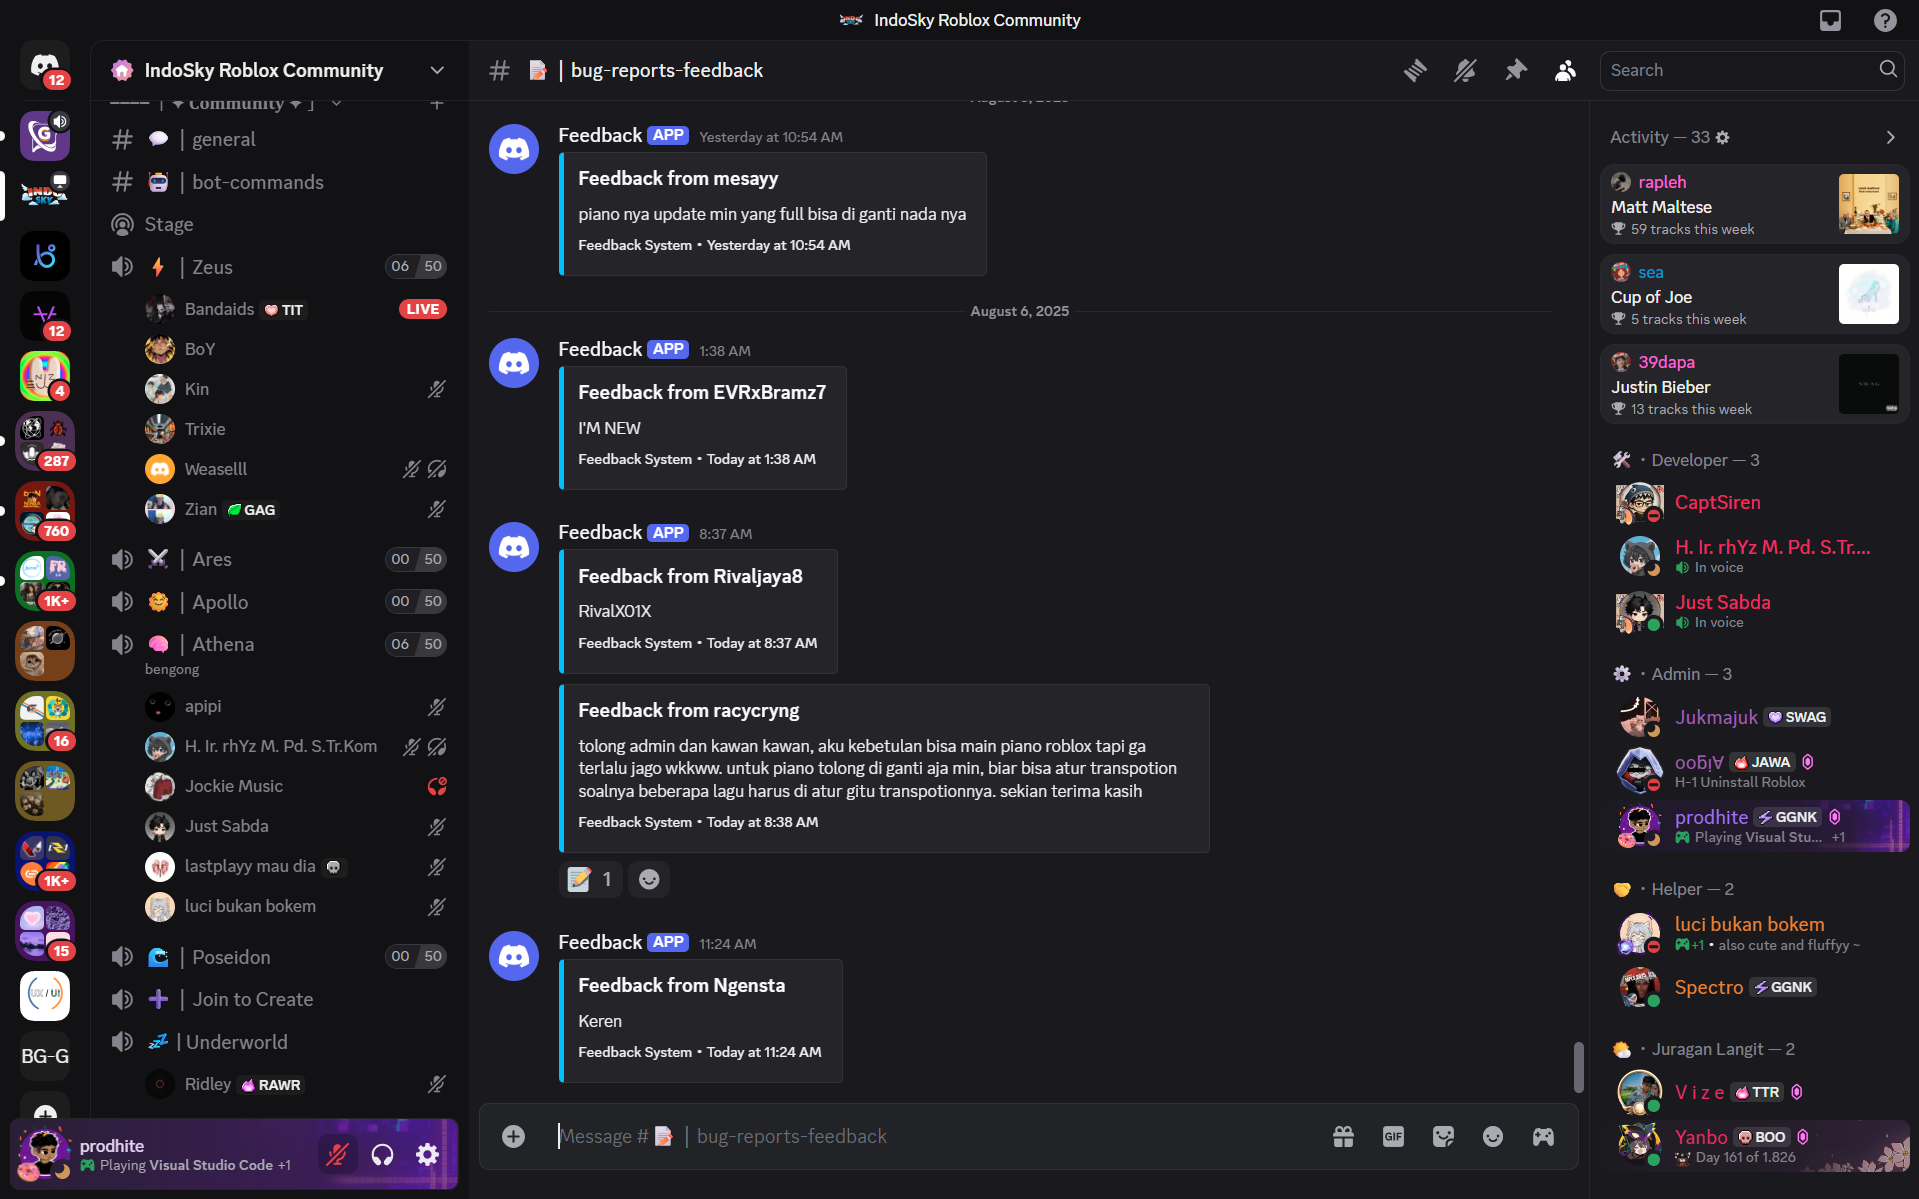 IndoSky Roblox Community
12
12
4
287
760
1K+
16
1K+
15
UX / UI
BG-G
IndoSky Roblox Community
Community
# | general
# | bot-commands
Stage
| Zeus 06 50
Bandaids TIT LIVE
BoY
Kin
Trixie
Weaselll
Zian GAG
| Ares 00 50
| Apollo 00 50
| Athena 06 50
bengong
apipi
H. Ir. rhYz M. Pd. S.Tr.Kom
Jockie Music
Just Sabda
lastplayy mau dia
luci bukan bokem
| Poseidon 00 50
| Join to Create
| Underworld
Ridley RAWR
prodhite
Playing Visual Studio Code +1
# | bug-reports-feedback
Search
Feedback APP Yesterday at 10:54 AM
Feedback from mesayy
piano nya update min yang full bisa di ganti nada nya
Feedback System • Yesterday at 10:54 AM
August 6, 2025
Feedback APP 1:38 AM
Feedback from EVRxBramz7
I'M NEW
Feedback System • Today at 1:38 AM
Feedback APP 8:37 AM
Feedback from Rivaljaya8
RivalX01X
Feedback System • Today at 8:37 AM
Feedback from racycryng
tolong admin dan kawan kawan, aku kebetulan bisa main piano roblox tapi ga
terlalu jago wkkww. untuk piano tolong di ganti aja min, biar bisa atur transpotion
soalnya beberapa lagu harus di atur gitu transpotionnya. sekian terima kasih
Feedback System • Today at 8:38 AM
1
Feedback APP 11:24 AM
Feedback from Ngensta
Keren
Feedback System • Today at 11:24 AM
Message # | bug-reports-feedback
GIF
Activity — 33
rapleh
Matt Maltese
59 tracks this week
sea
Cup of Joe
5 tracks this week
39dapa
Justin Bieber
13 tracks this week
SWAG
· Developer — 3
CaptSiren
H. Ir. rhYz M. Pd. S.Tr....
In voice
Just Sabda
In voice
· Admin — 3
Jukmajuk SWAG
JAWA
H-1 Uninstall Roblox
prodhite GGNK
Playing Visual Stu... +1
· Helper — 2
luci bukan bokem
+1 • also cute and fluffyy ~
Spectro GGNK
· Juragan Langit — 2
V i z e TTR
Yanbo BOO
Day 161 of 1.826